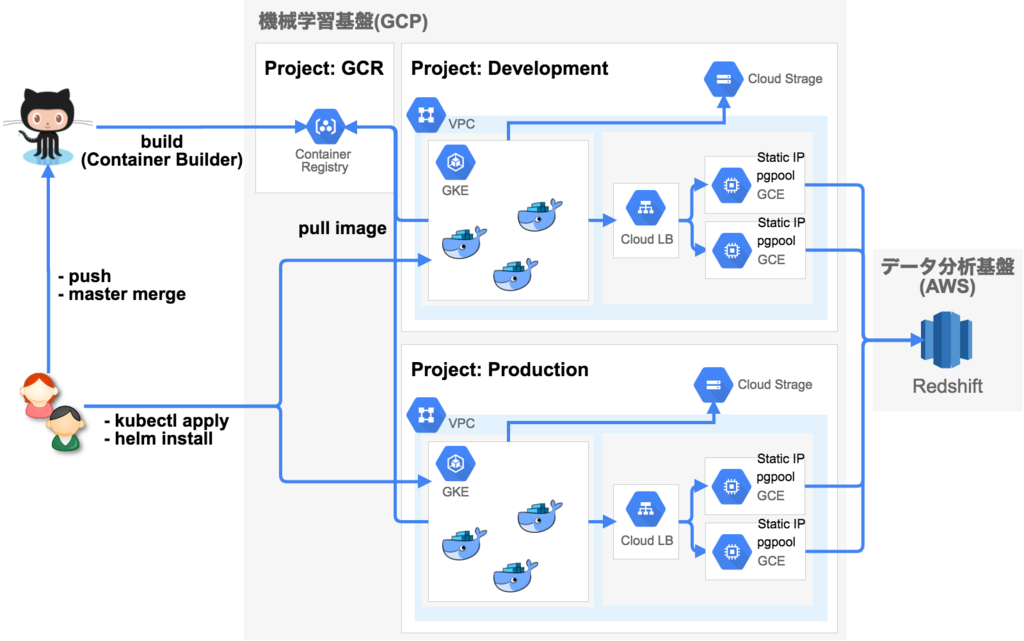 機械学習基盤(GCP)
Project: GCR
Container
Registry
build
(Container Builder)
pull image
- push
- master merge
- kubectl apply
- helm install
Project: Development
Cloud Strage
VPC
GKE
Cloud LB
Static IP
pgpool
GCE
Static IP
pgpool
GCE
Project: Production
Cloud Strage
VPC
GKE
Cloud LB
Static IP
pgpool
GCE
Static IP
pgpool
GCE
データ分析基盤
(AWS)
Redshift